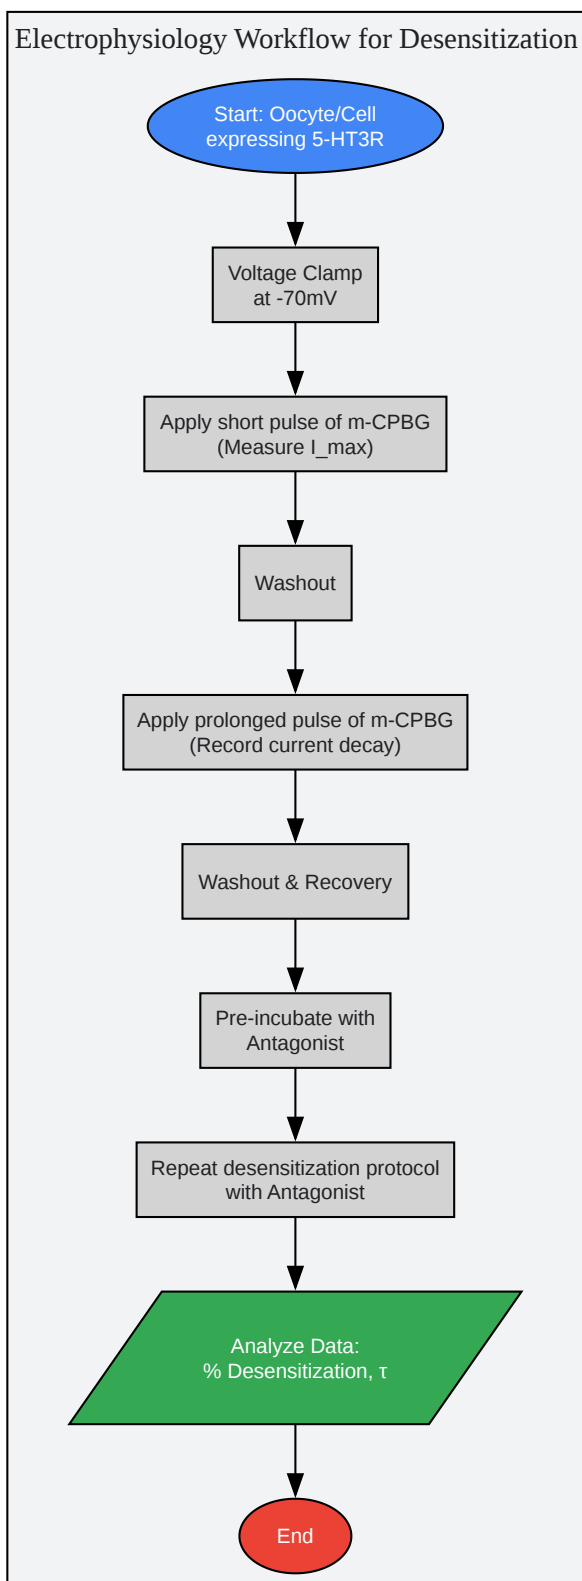 Electrophysiology Workflow for Desensitization
Start: Oocyte/Cell
expressing 5-HT3R
Voltage Clamp
at -70mV
Apply short pulse of m-CPBG
(Measure I_max)
Washout
Apply prolonged pulse of m-CPBG
(Record current decay)
Washout & Recovery
Pre-incubate with
Antagonist
Repeat desensitization protocol
with Antagonist
Analyze Data:
% Desensitization, τ
End